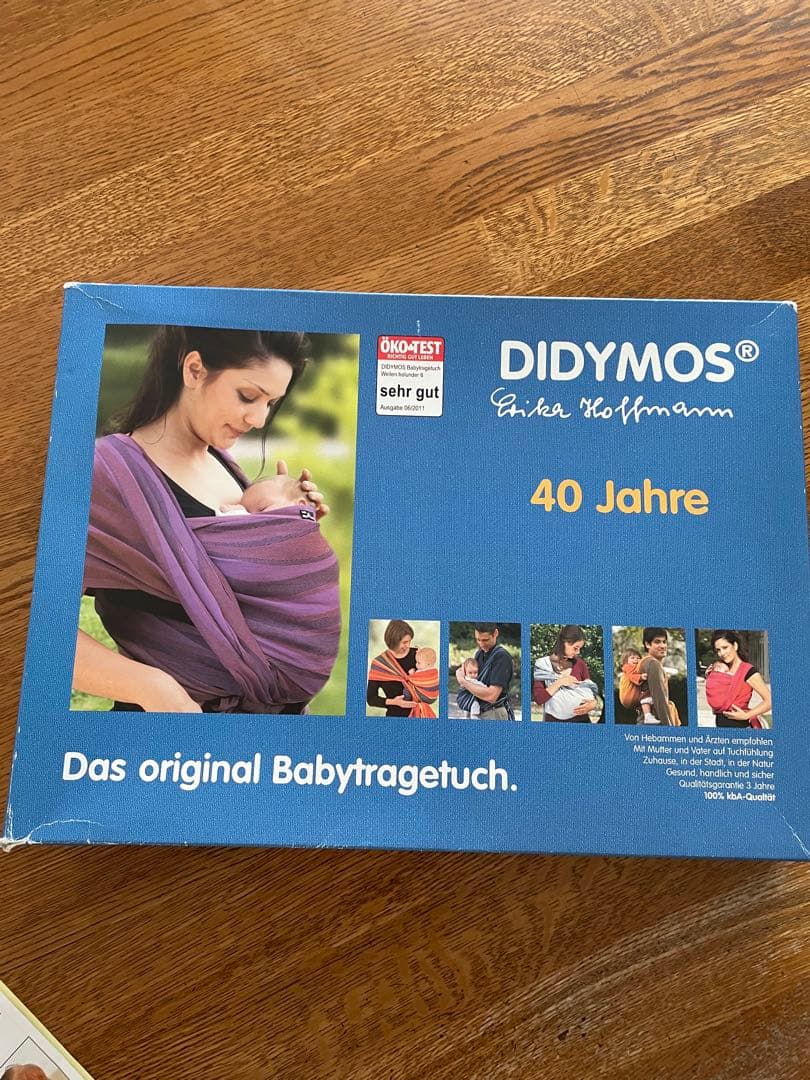 ÖKO-TEST
RICHTIG GUT LEBEN
DIDYMOS Babytragetuch
Wellen holunder 6
sehr gut
Ausgabe 06/2011
DIDYMOS®
Erika Hoffmann
40 Jahre
Das original Babytragetuch.
Von Hebammen und Ärzten empfohlen
Mit Mutter und Vater auf Tuchfühlung
Zuhause, in der Stadt, in der Natur
Gesund, handlich und sicher
Qualitätsgarantie 3 Jahre
100% kbA-Qualität